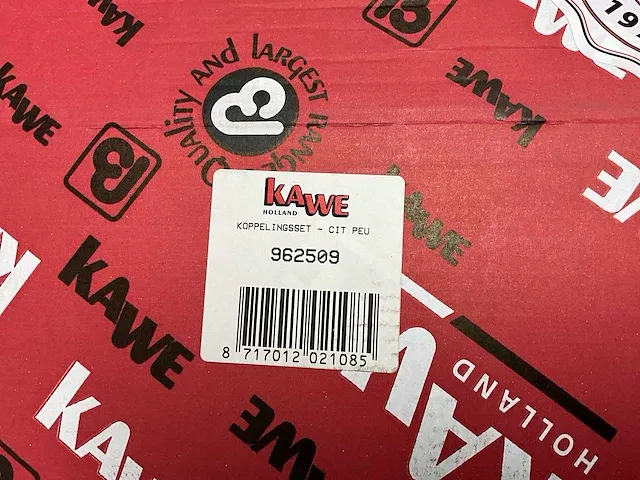 KAWE
QUALITY AND LARGEST RANGE
KAWE
KAWE
KAWE
HOLLAND
KOPPELINGSSET - CIT PEU
962509
8 717012 021085
KAWE
KAWE
KAWE
KAWE
HOLLAND